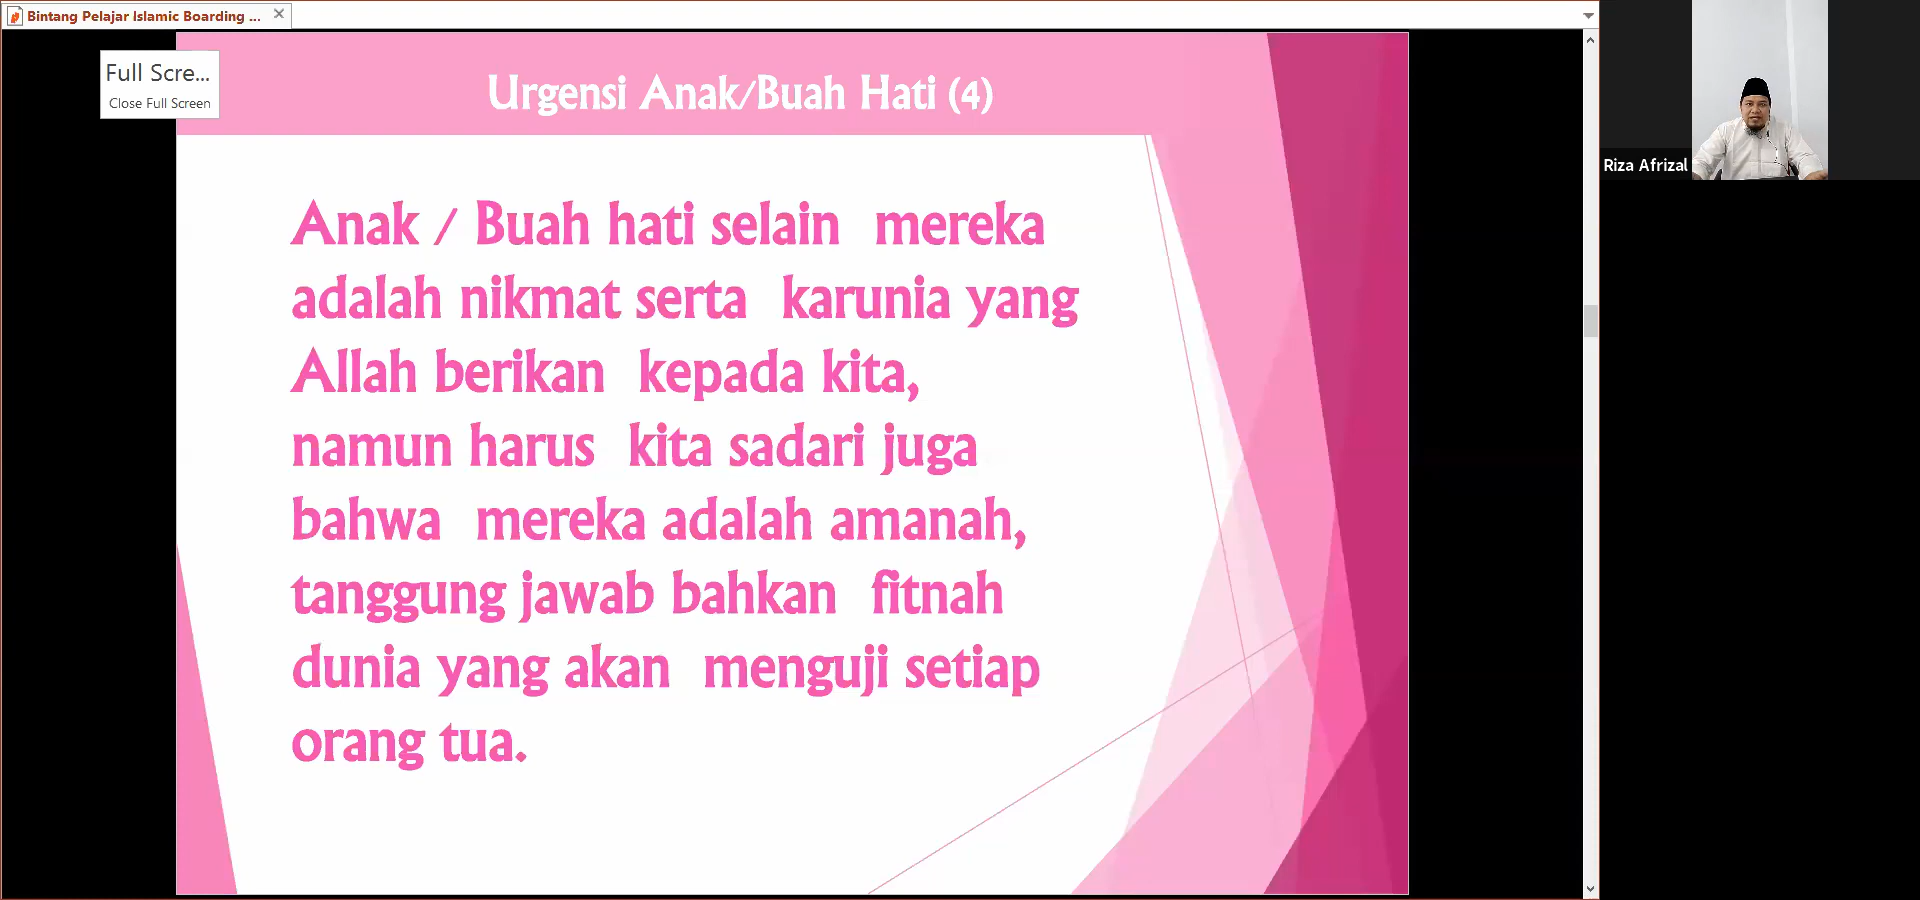 Bintang Pelajar Islamic Boarding ...
Full Scre...
Close Full Screen
Urgensi Anak/Buah Hati (4)
Anak / Buah hati selain mereka
adalah nikmat serta karunia yang
Allah berikan kepada kita,
namun harus kita sadari juga
bahwa mereka adalah amanah,
tanggung jawab bahkan fitnah
dunia yang akan menguji setiap
orang tua.
Riza Afrizal